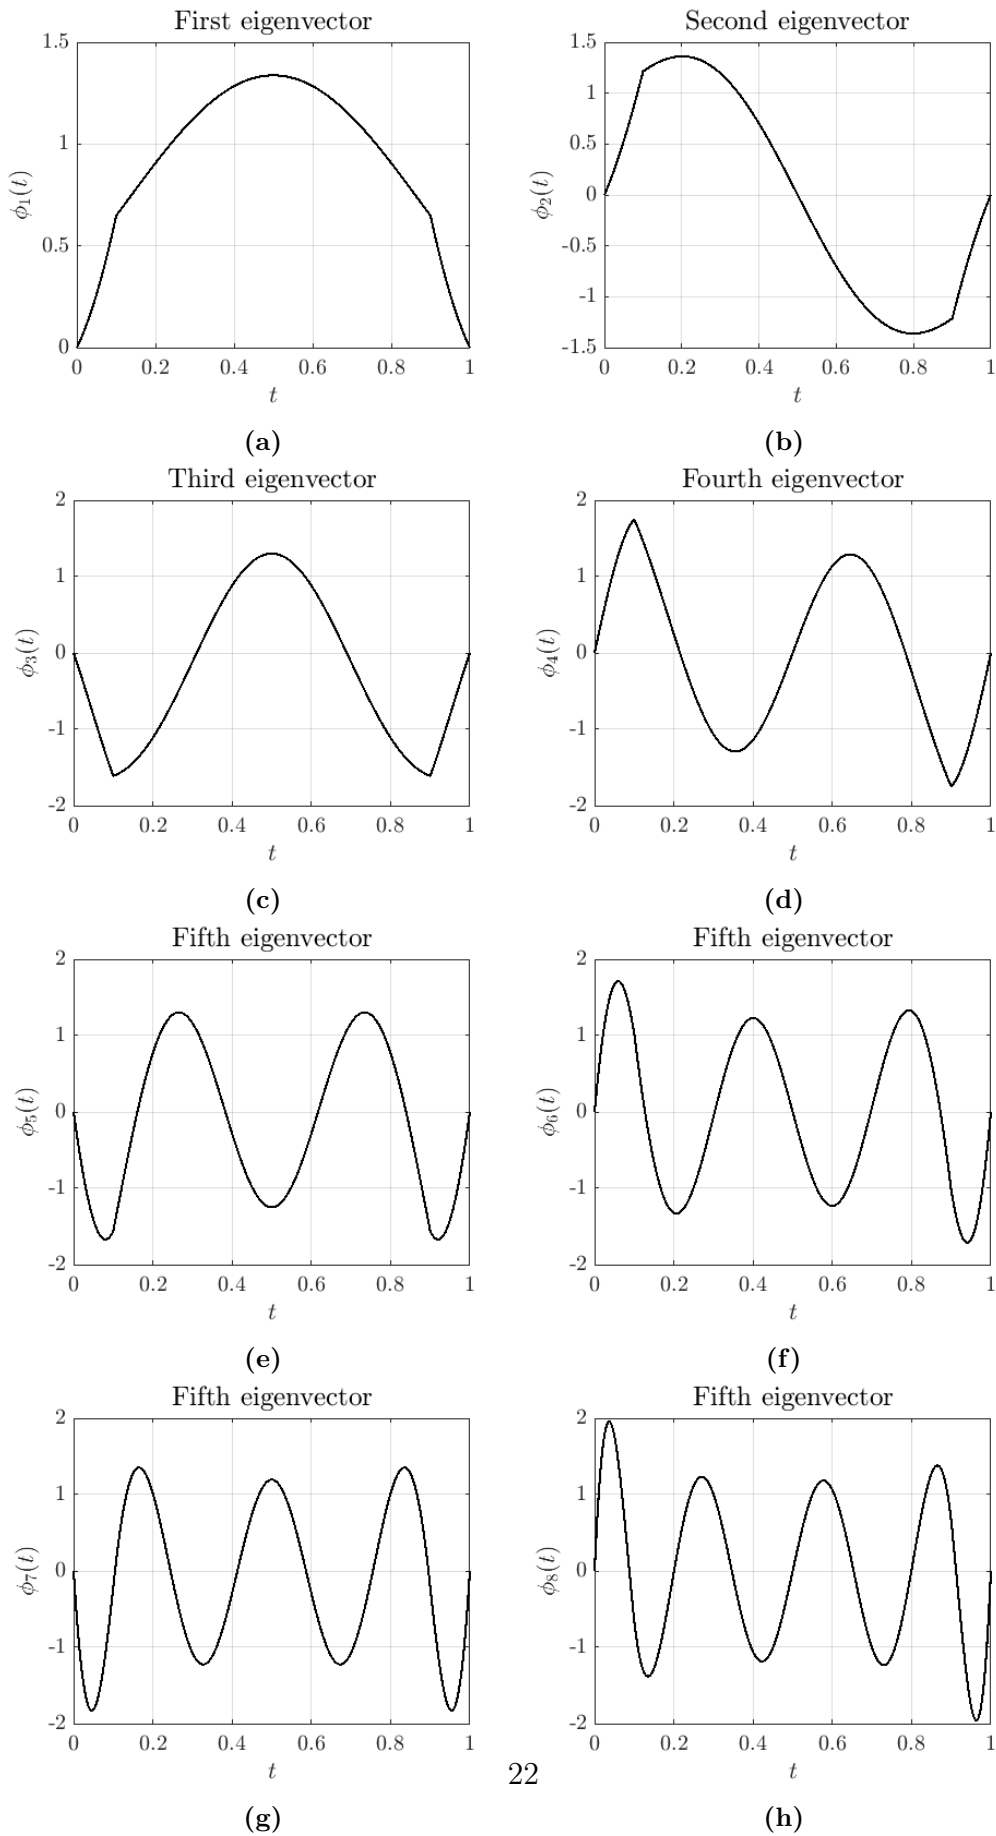 First eigenvector
1.5
1
0.5
0
ϕ1(t)
0 0.2 0.4 0.6 0.8 1
t
(a)
Second eigenvector
1.5
1
0.5
0
-0.5
-1
-1.5
ϕ2(t)
0 0.2 0.4 0.6 0.8 1
t
(b)
Third eigenvector
2
1
0
-1
-2
ϕ3(t)
0 0.2 0.4 0.6 0.8 1
t
(c)
Fourth eigenvector
2
1
0
-1
-2
ϕ4(t)
0 0.2 0.4 0.6 0.8 1
t
(d)
Fifth eigenvector
2
1
0
-1
-2
ϕ5(t)
0 0.2 0.4 0.6 0.8 1
t
(e)
Fifth eigenvector
2
1
0
-1
-2
ϕ6(t)
0 0.2 0.4 0.6 0.8 1
t
(f)
Fifth eigenvector
2
1
0
-1
-2
ϕ7(t)
0 0.2 0.4 0.6 0.8 1
t
(g)
Fifth eigenvector
2
1
0
-1
-2
ϕ8(t)
0 0.2 0.4 0.6 0.8 1
t
(h)
22